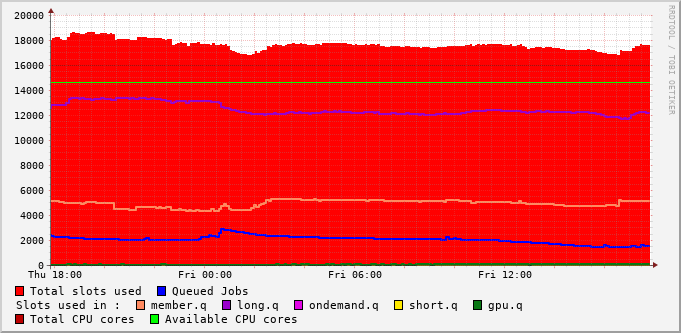 RRDTOOL / TOBI OETIKER
20000
18000
16000
14000
12000
10000
8000
6000
4000
2000
0
Thu 18:00 Fri 00:00 Fri 06:00 Fri 12:00
Total slots used Queued Jobs
Slots used in : member.q long.q ondemand.q short.q gpu.q
Total CPU cores Available CPU cores